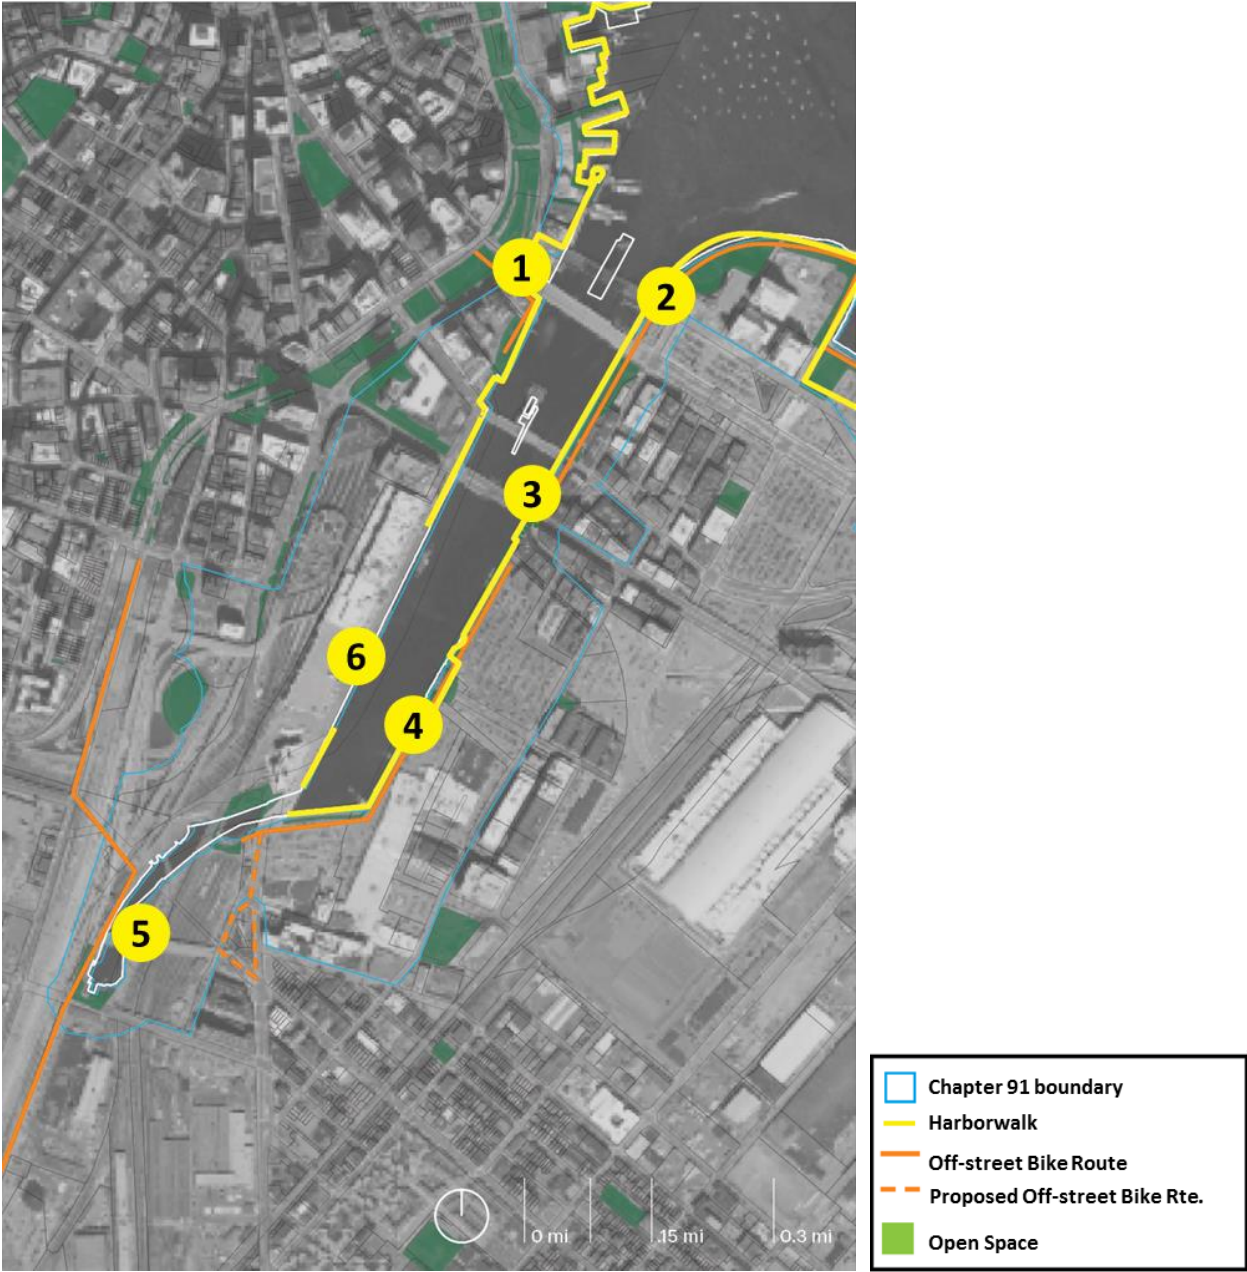 1
2
3
4
5
6
0 mi
.15 mi
0.3 mi
Chapter 91 boundary
Harborwalk
Off-street Bike Route
Proposed Off-street Bike Rte.
Open Space